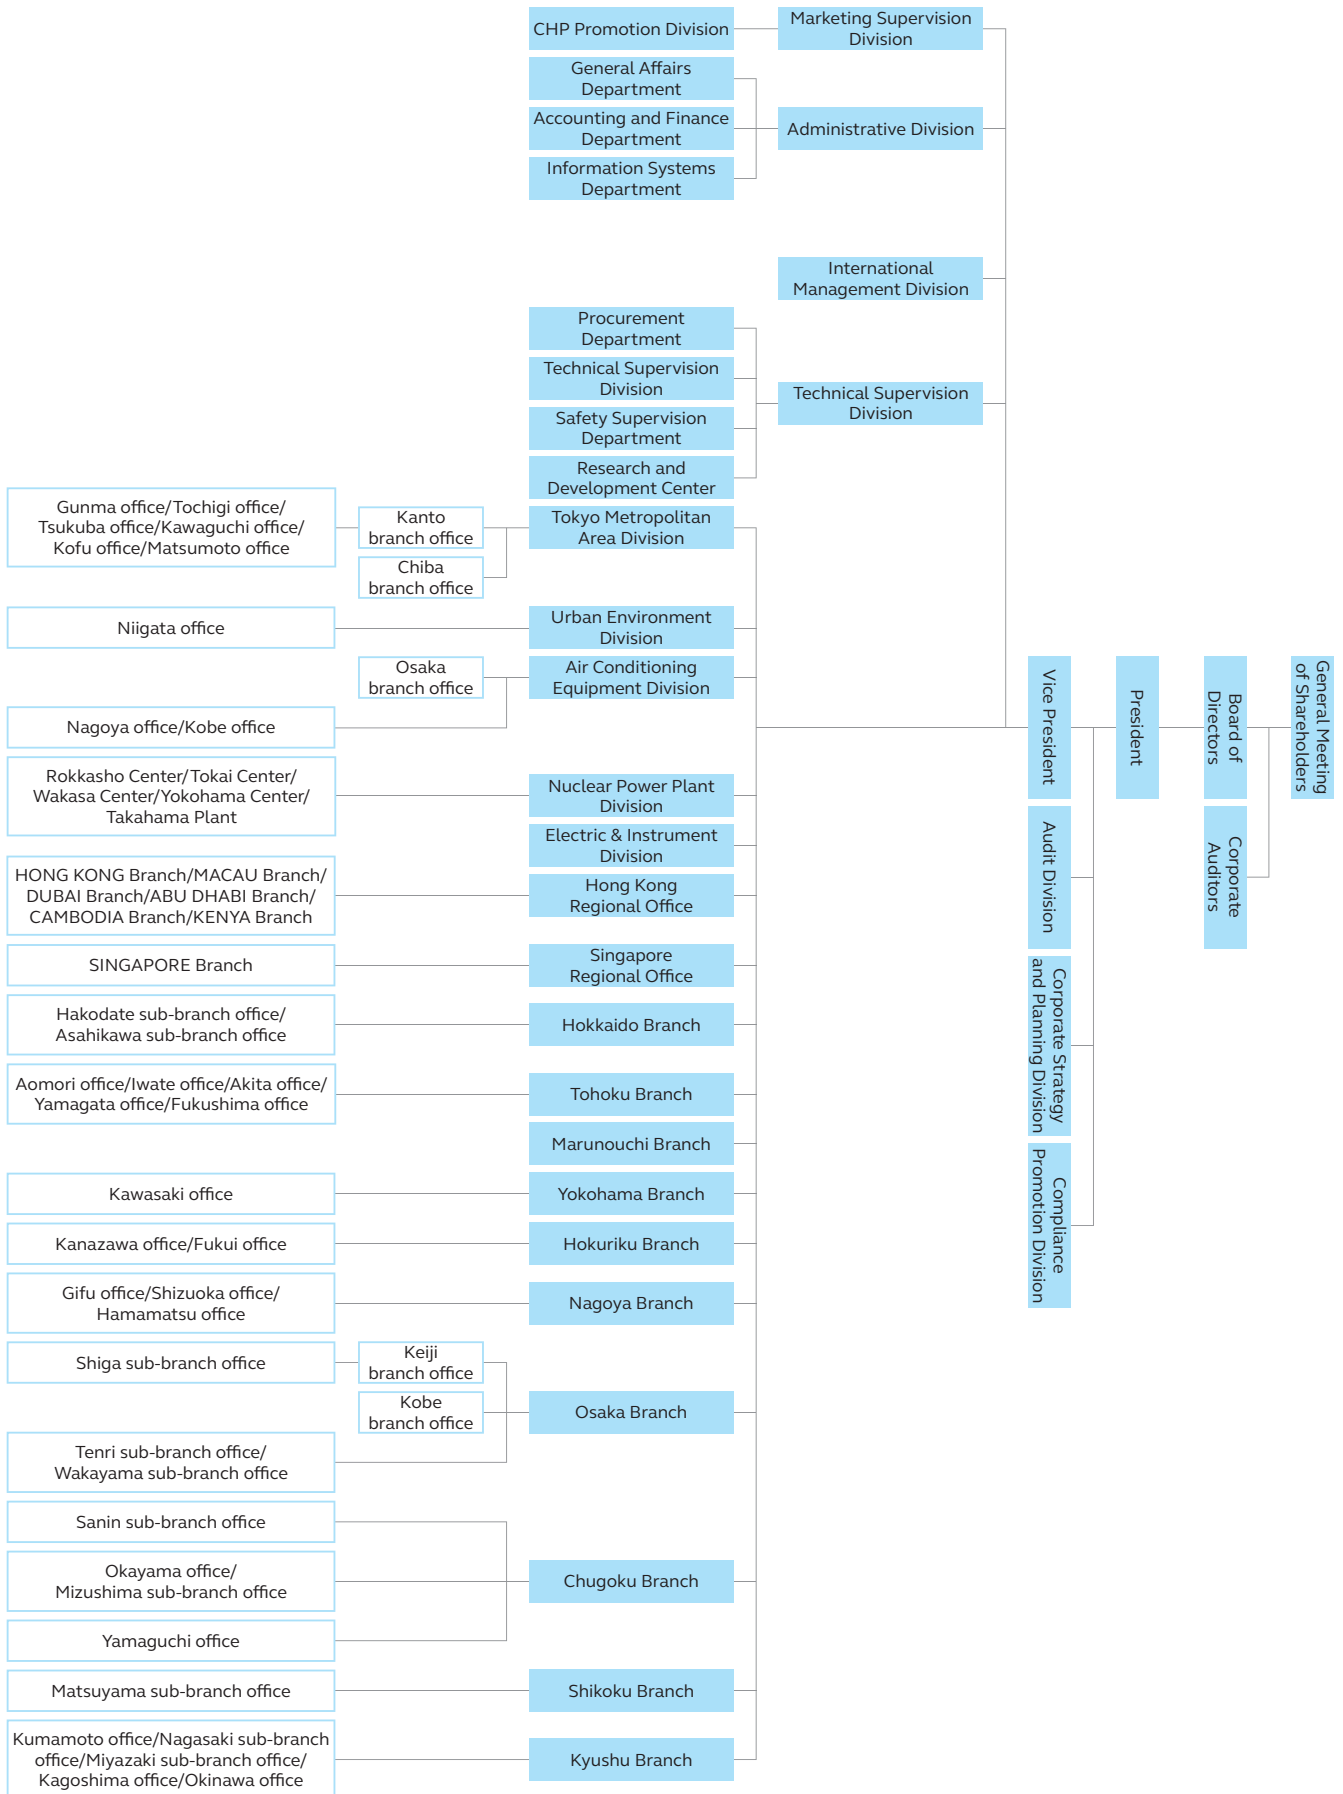 CHP Promotion Division
Marketing Supervision
Division
General Affairs
Department
Accounting and Finance
Department
Administrative Division
Information Systems
Department
International
Management Division
Procurement
Department
Technical Supervision
Division
Technical Supervision
Division
Safety Supervision
Department
Research and
Development Center
Gunma office/Tochigi office/
Tsukuba office/Kawaguchi office/
Kofu office/Matsumoto office
Kanto
branch office
Tokyo Metropolitan
Area Division
Chiba
branch office
Niigata office
Urban Environment
Division
Osaka
branch office
Air Conditioning
Equipment Division
Nagoya office/Kobe office
Vice President
President
Board of
Directors
General Meeting
of Shareholders
Rokkasho Center/Tokai Center/
Wakasa Center/Yokohama Center/
Takahama Plant
Nuclear Power Plant
Division
Electric & Instrument
Division
Audit Division
Corporate
Auditors
HONG KONG Branch/MACAU Branch/
DUBAI Branch/ABU DHABI Branch/
CAMBODIA Branch/KENYA Branch
Hong Kong
Regional Office
SINGAPORE Branch
Singapore
Regional Office
Corporate Strategy
and Planning Division
Hakodate sub-branch office/
Asahikawa sub-branch office
Hokkaido Branch
Aomori office/Iwate office/Akita office/
Yamagata office/Fukushima office
Tohoku Branch
Marunouchi Branch
Compliance
Promotion Division
Kawasaki office
Yokohama Branch
Kanazawa office/Fukui office
Hokuriku Branch
Gifu office/Shizuoka office/
Hamamatsu office
Nagoya Branch
Shiga sub-branch office
Keiji
branch office
Kobe
branch office
Osaka Branch
Tenri sub-branch office/
Wakayama sub-branch office
Sanin sub-branch office
Okayama office/
Mizushima sub-branch office
Chugoku Branch
Yamaguchi office
Matsuyama sub-branch office
Shikoku Branch
Kumamoto office/Nagasaki sub-branch
office/Miyazaki sub-branch office/
Kagoshima office/Okinawa office
Kyushu Branch